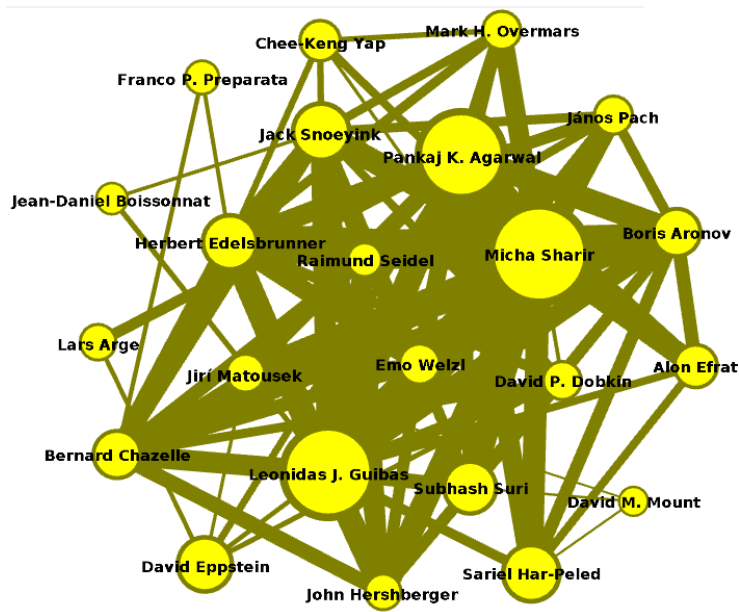 Mark H. Overmars
Chee-Keng Yap
Franco P. Preparata
János Pach
Jack Snoeyink
Pankaj K. Agarwal
Jean-Daniel Boissonnat
Boris Aronov
Herbert Edelsbrunner
Micha Sharir
Raimund Seidel
Lars Arge
Emo Welzl
Alon Efrat
Jirí Matousek
David P. Dobkin
Bernard Chazelle
Leonidas J. Guibas
Subhash Suri
David M. Mount
David Eppstein
Sariel Har-Peled
John Hershberger